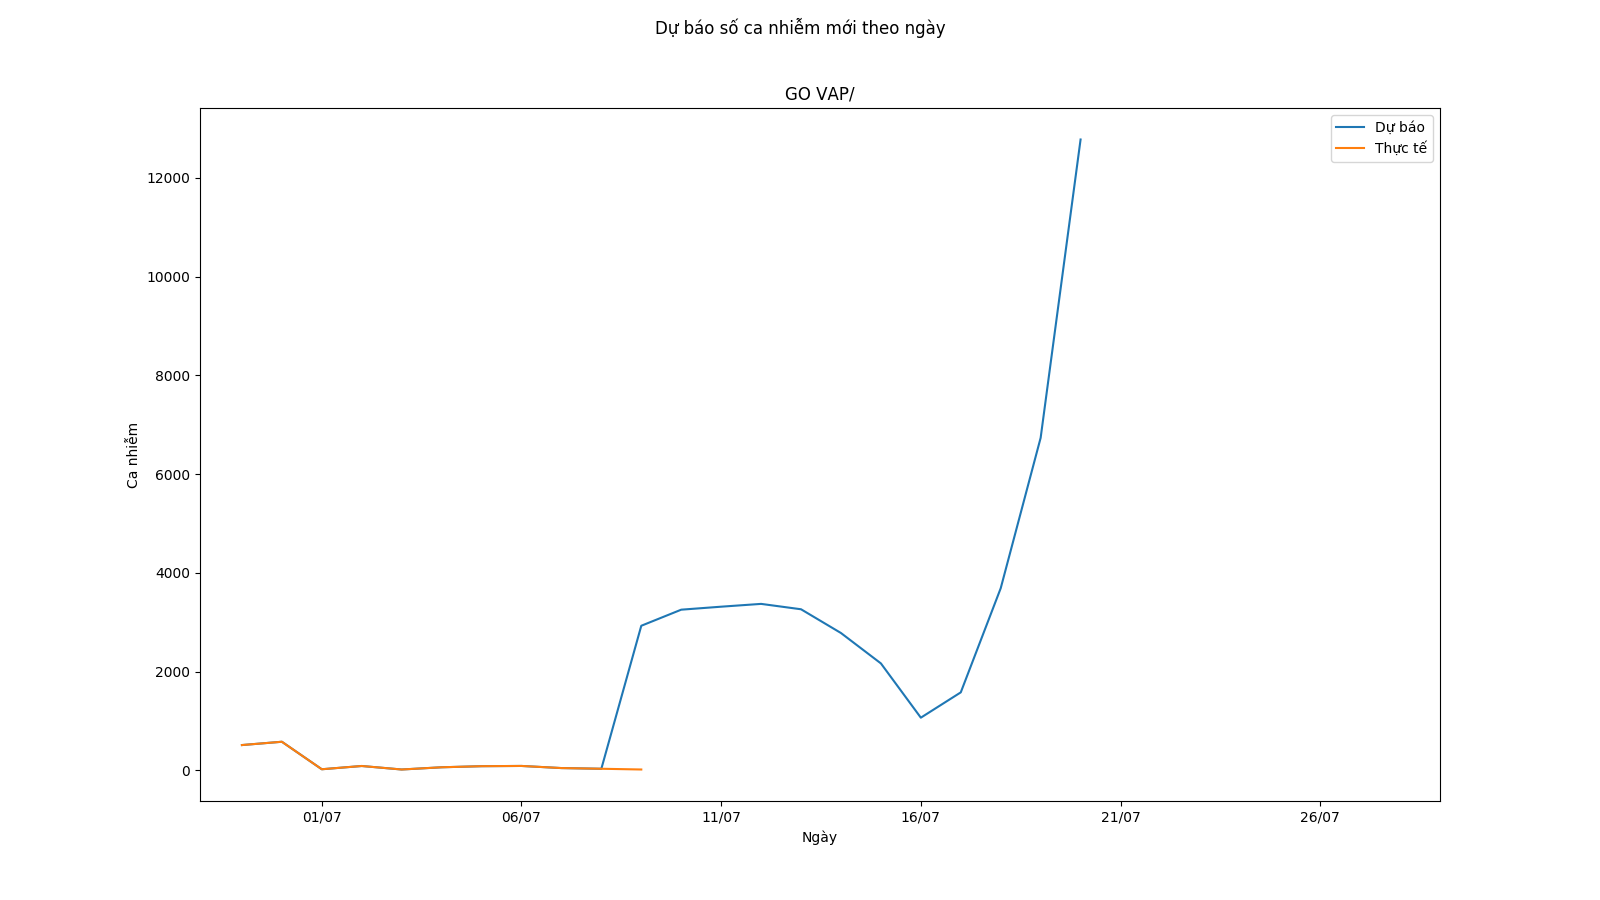 Dự báo số ca nhiễm mới theo ngày
GO VAP/
Dự báo
Thực tế
12000
10000
8000
6000
4000
2000
0
Ca nhiễm
01/07
06/07
11/07
16/07
21/07
26/07
Ngày